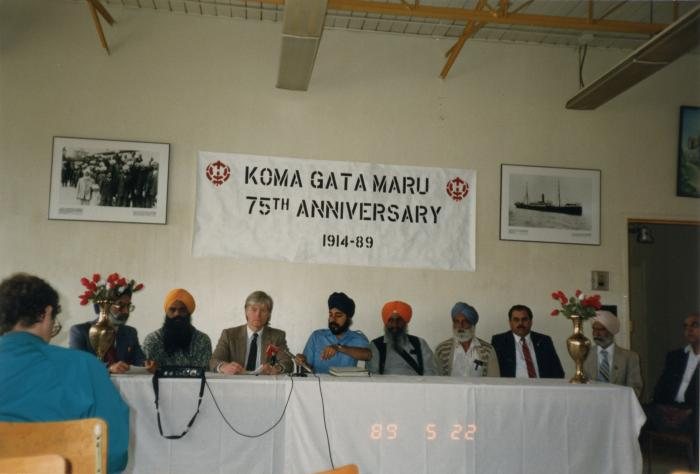 KOMA GATA MARU
75TH ANNIVERSARY
1914-89
89 5 22